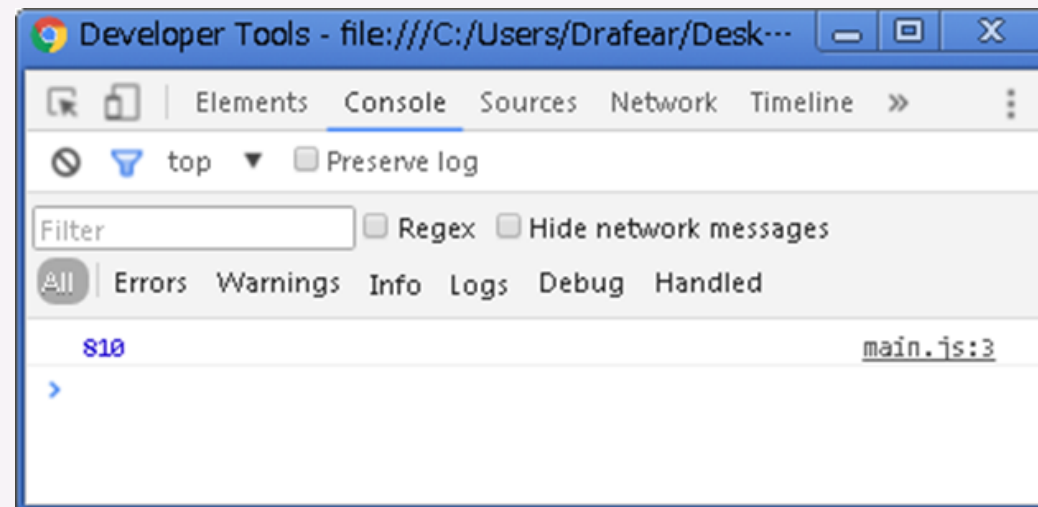 Developer Tools - file:///C:/Users/Drafear/Desk···
Elements Console Sources Network Timeline »
top ▼ Preserve log
Filter Regex Hide network messages
All Errors Warnings Info Logs Debug Handled
810 main.js:3
>